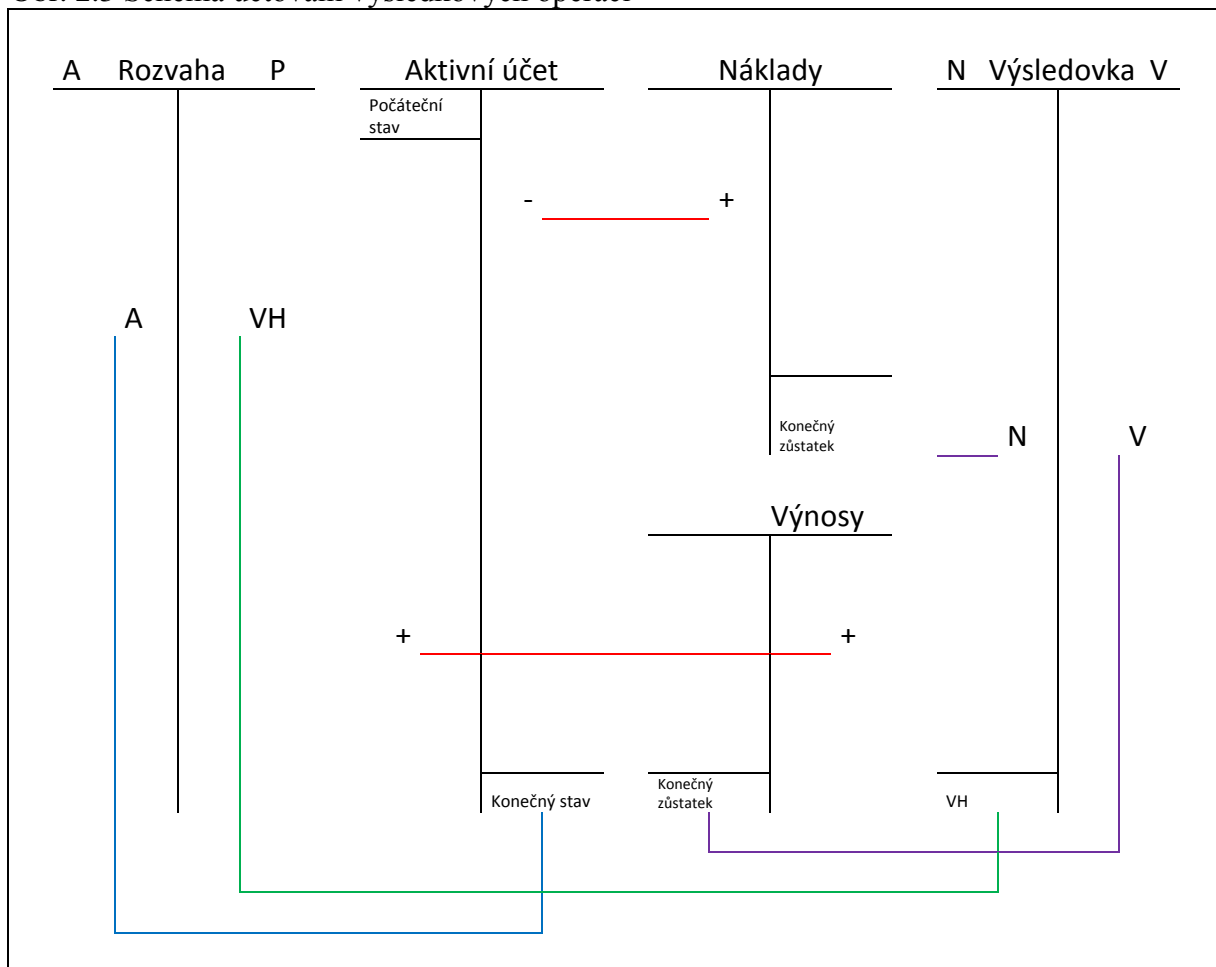 Obr. 2.3 Schéma účtování výsledkových operací
A Rozvaha P
Aktivní účet
Náklady
N Výsledovka V
Počáteční
stav
- +
A VH
Konečný
zůstatek
N V
Výnosy
+ +
Konečný stav
Konečný
zůstatek
VH